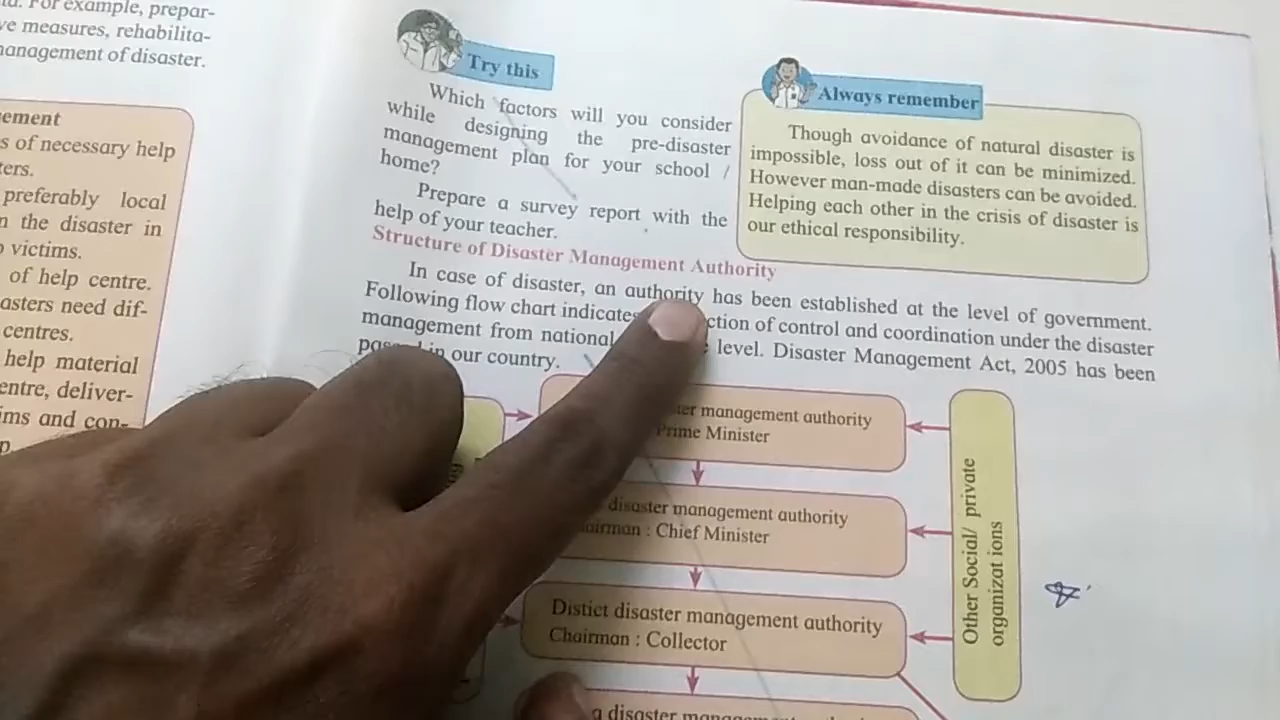 For example, prepar-
measures, rehabilita-
management of disaster.
s of necessary help
preferably local
the disaster in
victims.
of help centre.
need dif-
centres.
help material
deliver-
and con-
Try this
Which factors will you consider
while designing the pre-disaster
management plan for your school /
home?
Prepare a survey report with the
help of your teacher.
Always remember
Though avoidance of natural disaster is
impossible, loss out of it can be minimized.
However man-made disasters can be avoided.
Helping each other in the crisis of disaster is
our ethical responsibility.
Structure of Disaster Management Authority
In case of disaster, an authority has been established at the level of government.
Following flow chart indicates ction of control and coordination under the disaster
management from national level. Disaster Management Act, 2005 has been
in our country.
management authority
Prime Minister
disaster management authority
Chief Minister
Distict disaster management authority
Chairman : Collector
disaster
Other Social/ private
organizat ions